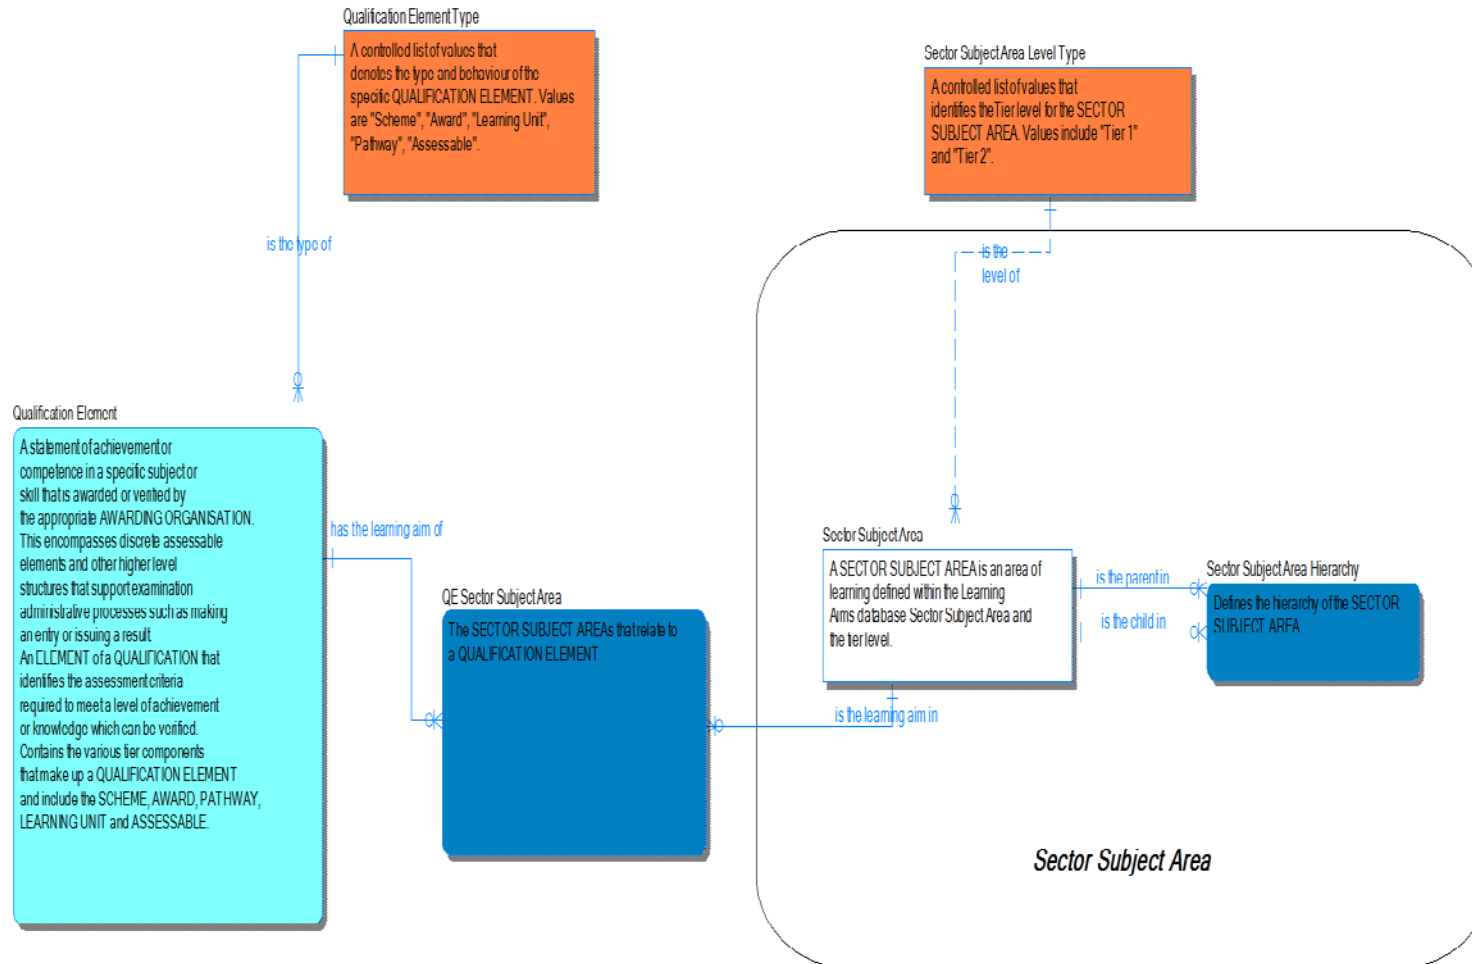 Qualification Element Type
A controlled list of values that
denotes the type and behaviour of the
specific QUALIFICATION ELEMENT. Values
are "Scheme", "Award", "Learning Unit",
"Pathway", "Assessable".
Sector Subject Area Level Type
A controlled list of values that
identifies the Tier level for the SECTOR
SUBJECT AREA. Values include "Tier 1"
and "Tier 2".
is the type of
is the
level of
Qualification Element
A statement of achievement or
competence in a specific subject or
skill that is awarded or verified by
the appropriate AWARDING ORGANISATION.
This encompasses discrete assessable
elements and other higher level
structures that support examination
administrative processes such as making
an entry or issuing a result.
An ELEMENT of a QUALIFICATION that
identifies the assessment criteria
required to meet a level of achievement
or knowledge which can be verified.
Contains the various tier components
that make up a QUALIFICATION ELEMENT
and include the SCHEME, AWARD, PATHWAY,
LEARNING UNIT and ASSESSABLE.
has the learning aim of
QE Sector Subject Area
The SECTOR SUBJECT AREAs that relate to
a QUALIFICATION ELEMENT
Sector Subject Area
A SECTOR SUBJECT AREA is an area of
learning defined within the Learning
Aims database Sector Subject Area and
the tier level.
is the parent in
is the child in
Sector Subject Area Hierarchy
Defines the hierarchy of the SECTOR
SUBJECT AREA
is the learning aim in
Sector Subject Area